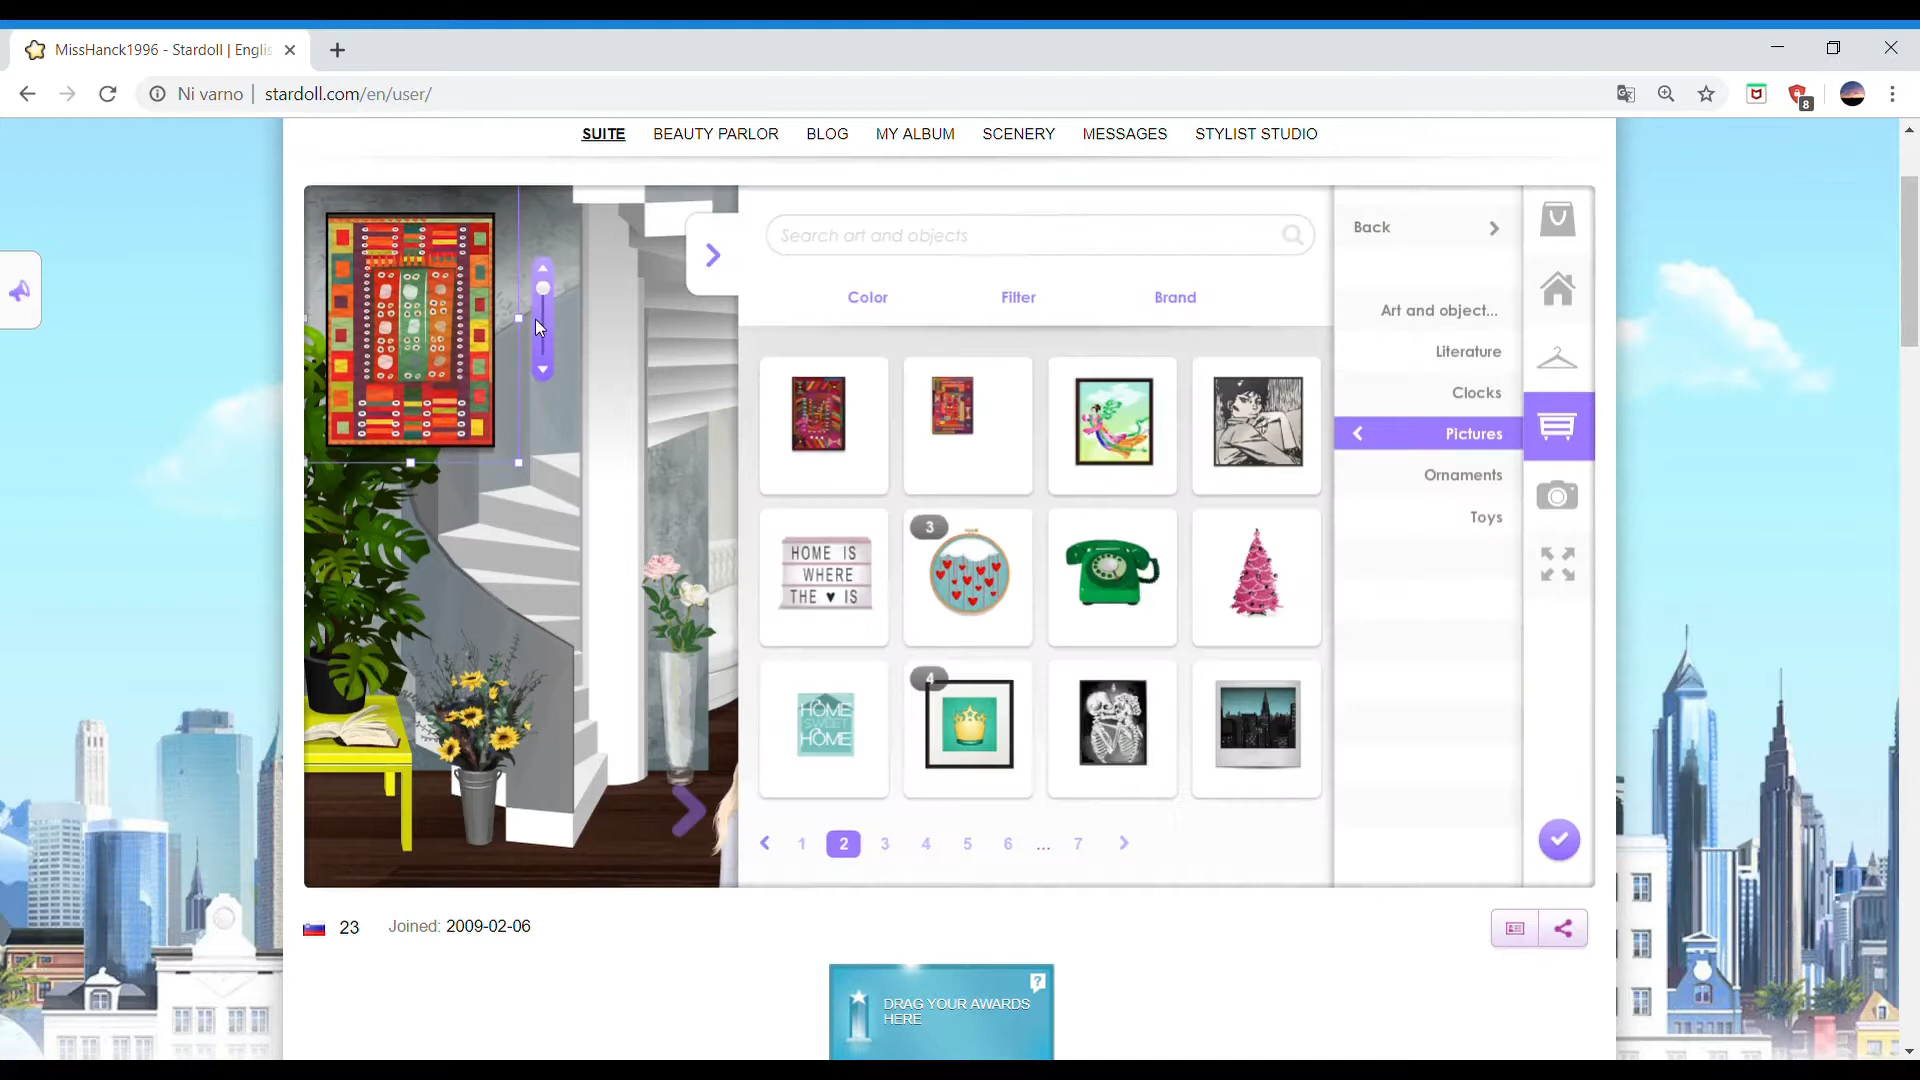 MissHanck1996 - Stardoll | Englis
Ni varno | stardoll.com/en/user/
8
SUITE BEAUTY PARLOR BLOG MY ALBUM SCENERY MESSAGES STYLIST STUDIO
Search art and objects
Color Filter Brand
Back
Art and object...
Literature
Clocks
Pictures
Ornaments
Toys
HOME IS
WHERE
THE ♥ IS
3
HOME
SWEET
HOME
4
1 2 3 4 5 6 ... 7
23 Joined: 2009-02-06
DRAG YOUR AWARDS
HERE
?